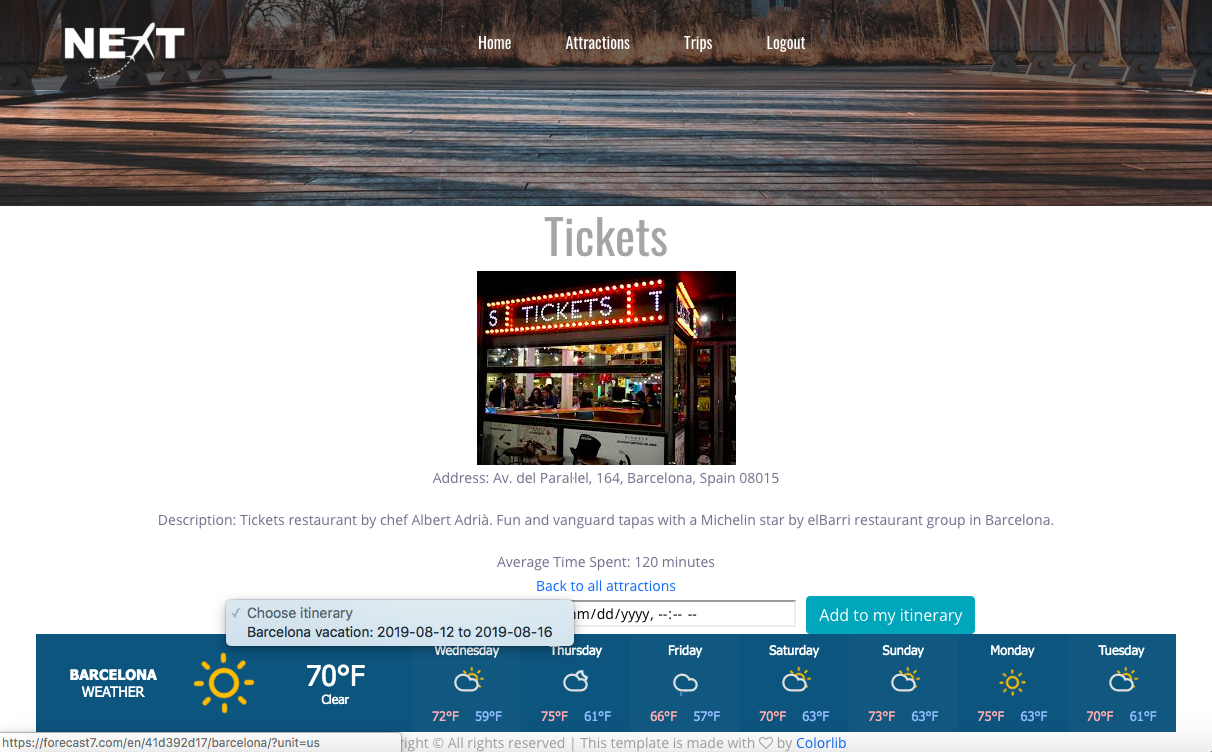 NEXT
Home Attractions Trips Logout
Tickets
S TICKETS T
Address: Av. del Paral·lel, 164, Barcelona, Spain 08015
Description: Tickets restaurant by chef Albert Adrià. Fun and vanguard tapas with a Michelin star by elBarri restaurant group in Barcelona.
Average Time Spent: 120 minutes
Back to all attractions
✓ Choose itinerary
Barcelona vacation: 2019-08-12 to 2019-08-16
mm/dd/yyyy, --:-- --
Add to my itinerary
BARCELONA
WEATHER
70°F
Clear
Wednesday Thursday Friday Saturday Sunday Monday Tuesday
72°F 59°F 75°F 61°F 66°F 57°F 70°F 63°F 73°F 63°F 75°F 63°F 70°F 61°F
https://forecast7.com/en/41d392d17/barcelona/?unit=us
right © All rights reserved | This template is made with ♡ by Colorlib